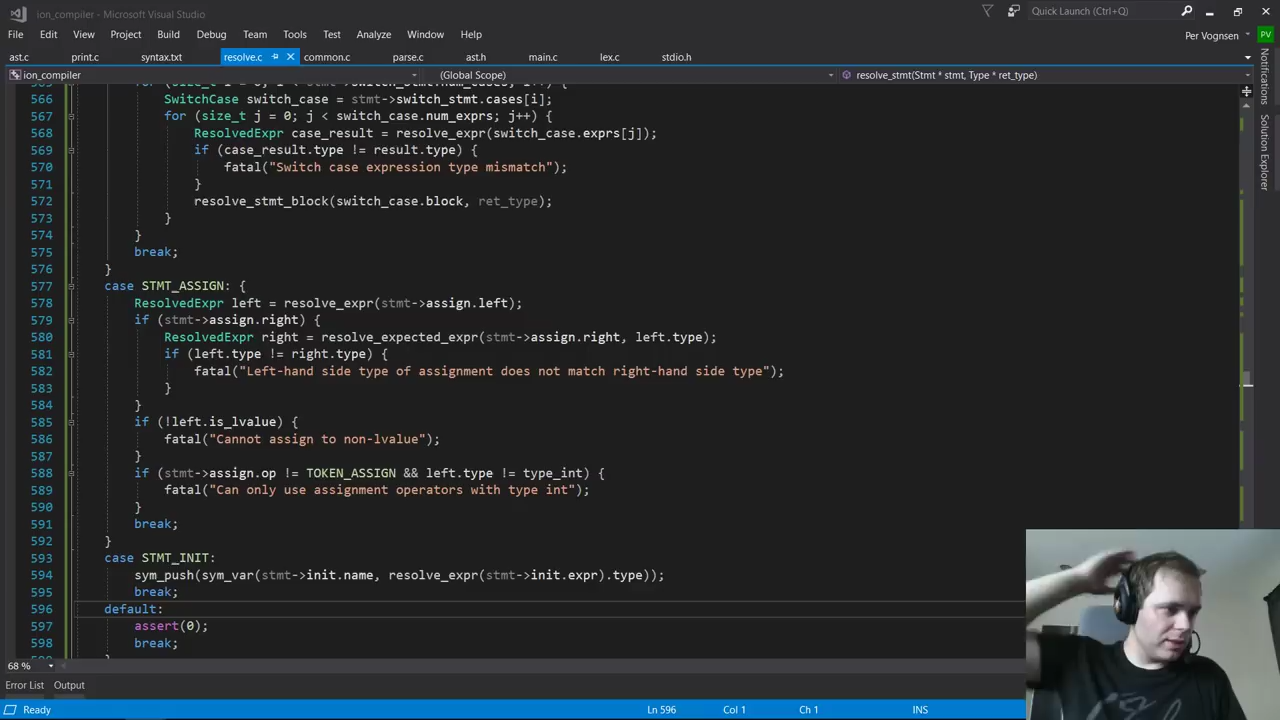 ion_compiler - Microsoft Visual Studio
Quick Launch (Ctrl+Q)
File Edit View Project Build Debug Team Tools Test Analyze Window Help
Per Vognsen PV
ast.c print.c syntax.txt resolve.c common.c parse.c ast.h main.c lex.c stdio.h
ion_compiler (Global Scope) resolve_stmt(Stmt * stmt, Type * ret_type)
566 SwitchCase switch_case = stmt->switch_stmt.cases[i];
567 for (size_t j = 0; j < switch_case.num_exprs; j++) {
568 ResolvedExpr case_result = resolve_expr(switch_case.exprs[j]);
569 if (case_result.type != result.type) {
570 fatal("Switch case expression type mismatch");
571 }
572 resolve_stmt_block(switch_case.block, ret_type);
573 }
574 }
575 break;
576 }
577 case STMT_ASSIGN: {
578 ResolvedExpr left = resolve_expr(stmt->assign.left);
579 if (stmt->assign.right) {
580 ResolvedExpr right = resolve_expected_expr(stmt->assign.right, left.type);
581 if (left.type != right.type) {
582 fatal("Left-hand side type of assignment does not match right-hand side type");
583 }
584 }
585 if (!left.is_lvalue) {
586 fatal("Cannot assign to non-lvalue");
587 }
588 if (stmt->assign.op != TOKEN_ASSIGN && left.type != type_int) {
589 fatal("Can only use assignment operators with type int");
590 }
591 break;
592 }
593 case STMT_INIT:
594 sym_push(sym_var(stmt->init.name, resolve_expr(stmt->init.expr).type));
595 break;
596 default:
597 assert(0);
598 break;
68 %
Error List Output
Ready
Ln 596 Col 1 Ch 1 INS
Notifications
Solution Explorer